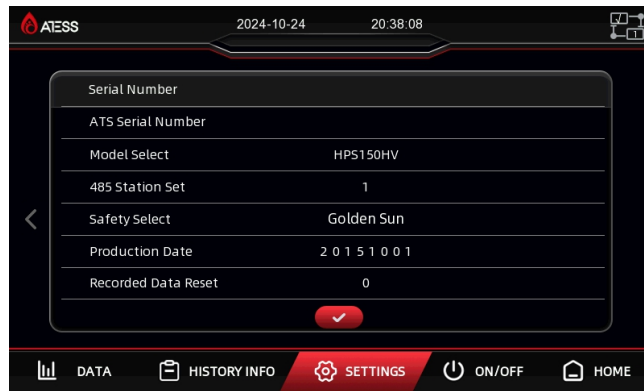 ATESS 2024-10-24 20:38:08
1
Serial Number
ATS Serial Number
Model Select HPS150HV
485 Station Set 1
Safety Select Golden Sun
Production Date 2 0 1 5 1 0 0 1
Recorded Data Reset 0
DATA HISTORY INFO SETTINGS ON/OFF HOME